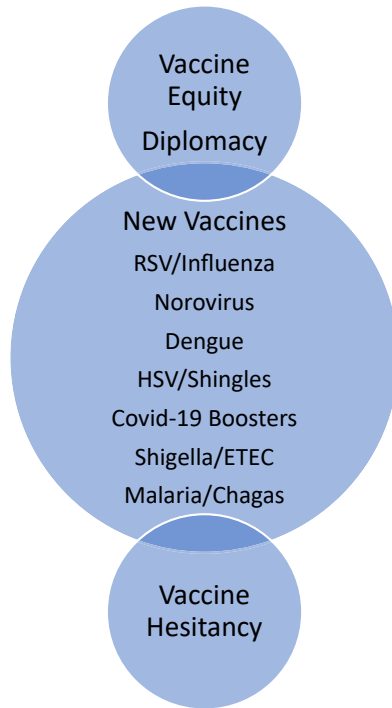 Vaccine
Equity
Diplomacy
New Vaccines
RSV/Influenza
Norovirus
Dengue
HSV/Shingles
Covid-19 Boosters
Shigella/ETEC
Malaria/Chagas
Vaccine
Hesitancy